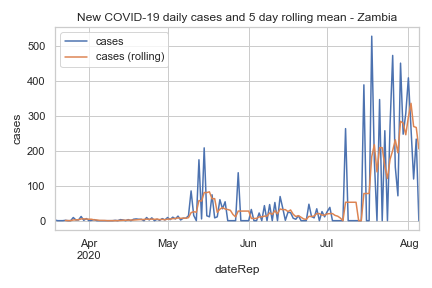 New COVID-19 daily cases and 5 day rolling mean - Zambia
cases
cases (rolling)
500
400
300
200
100
0
cases
Apr
2020
May
Jun
Jul
Aug
dateRep